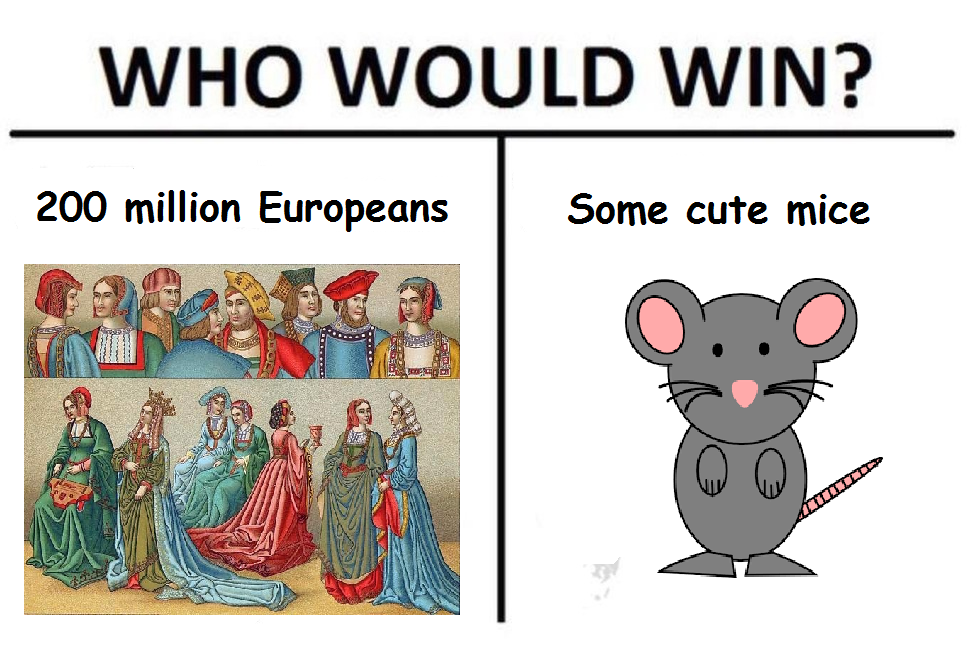 WHO WOULD WIN?
200 million Europeans
Some cute mice